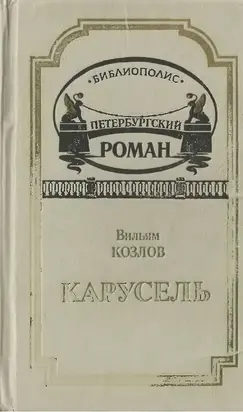 • БИБЛИОПОЛИС •
ПЕТЕРБУРГСКИЙ
РОМАН
Вильям
КОЗЛОВ
КАРУСЕЛЬ